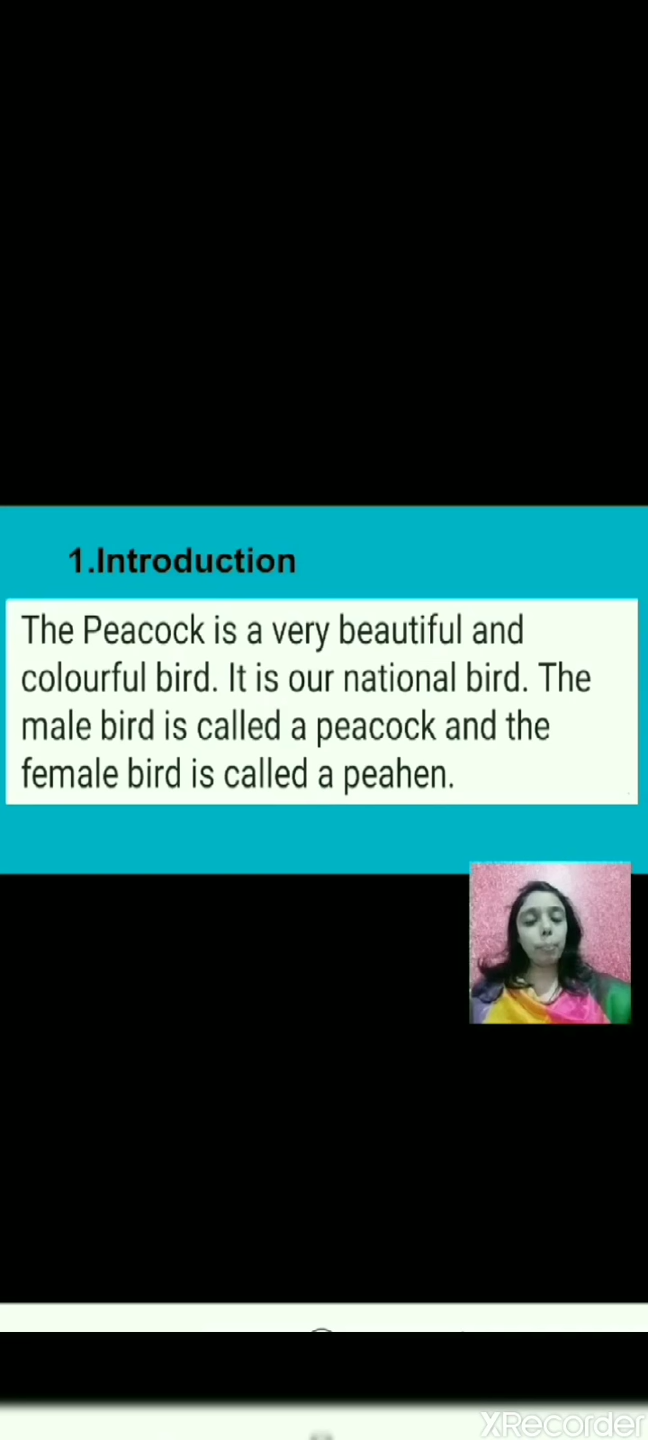 1.Introduction
The Peacock is a very beautiful and
colourful bird. It is our national bird. The
male bird is called a peacock and the
female bird is called a peahen.
XRecorder